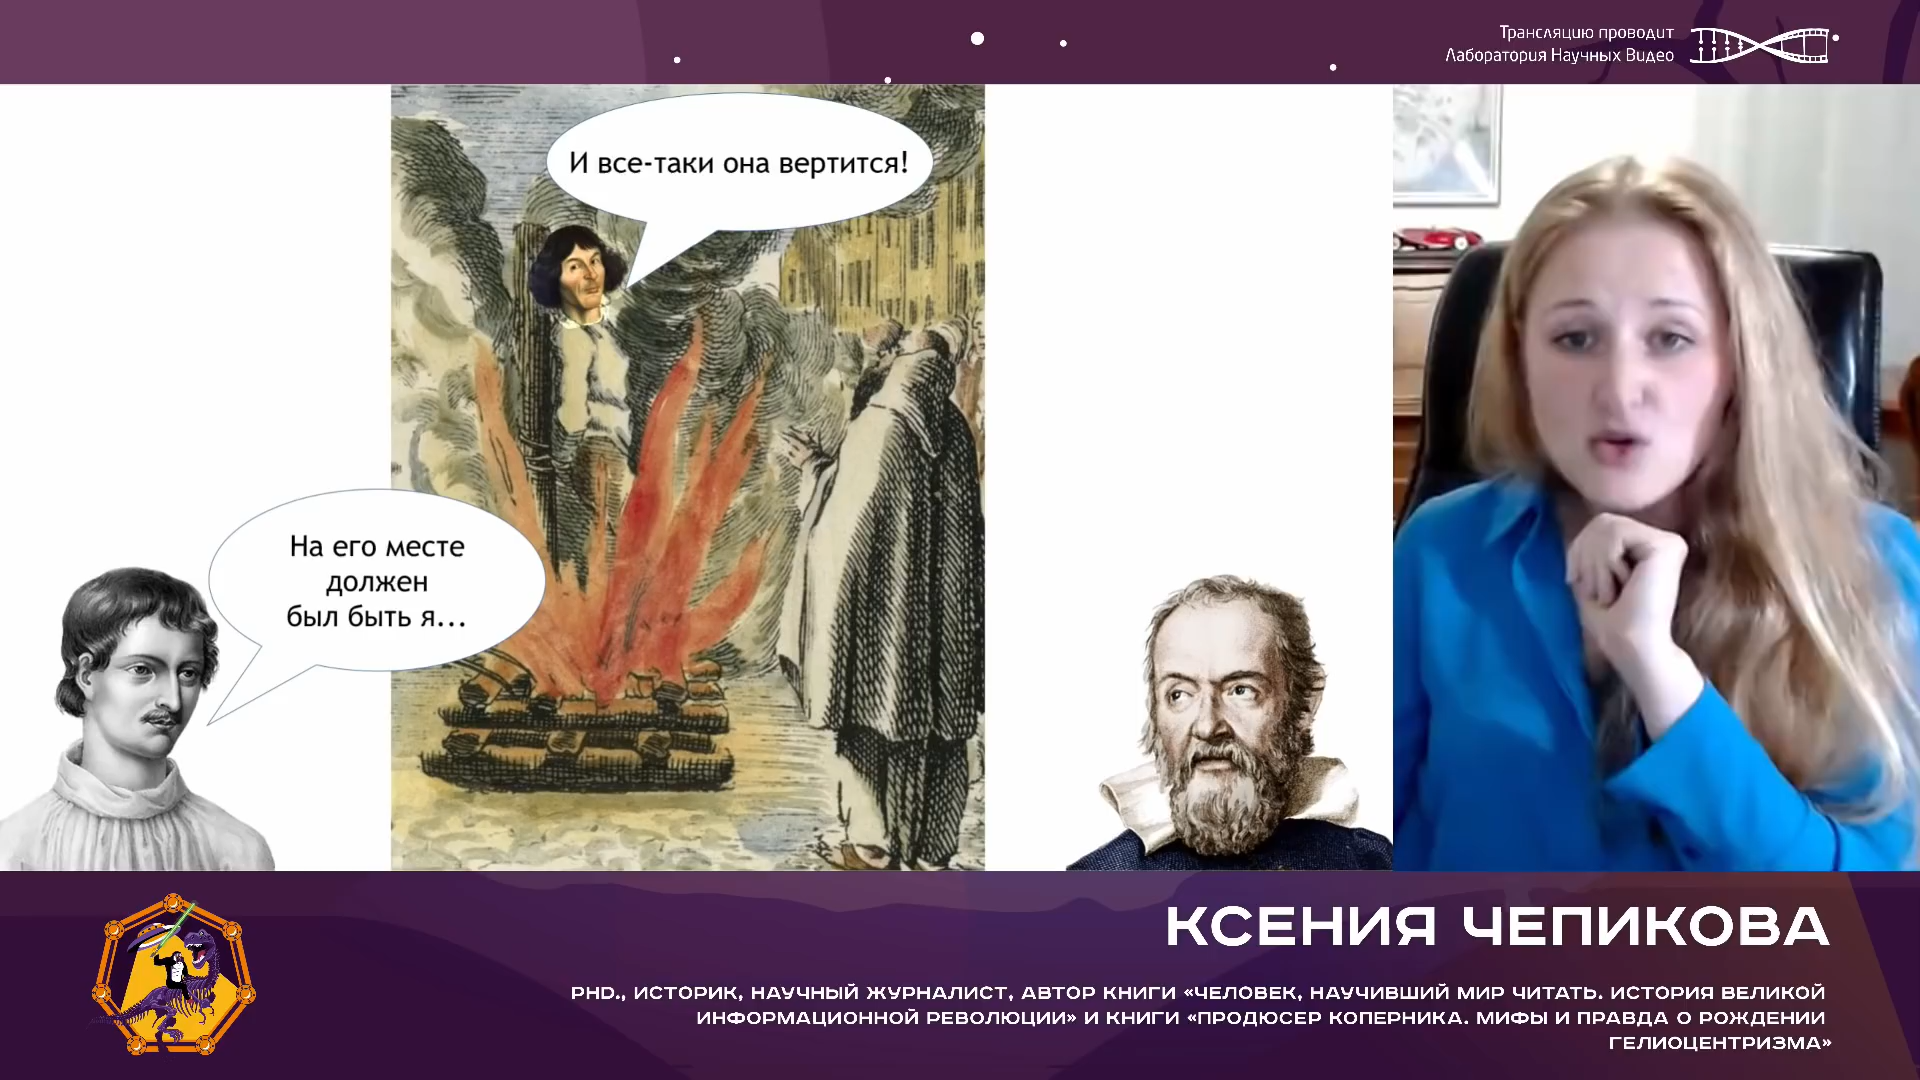 Трансляцию проводит
Лаборатория Научных Видео
И все-таки она вертится!
На его месте
должен
был быть я...
КСЕНИЯ ЧЕПИКОВА
PHD., ИСТОРИК, НАУЧНЫЙ ЖУРНАЛИСТ, АВТОР КНИГИ «ЧЕЛОВЕК, НАУЧИВШИЙ МИР ЧИТАТЬ. ИСТОРИЯ ВЕЛИКОЙ
ИНФОРМАЦИОННОЙ РЕВОЛЮЦИИ» И КНИГИ «ПРОДЮСЕР КОПЕРНИКА. МИФЫ И ПРАВДА О РОЖДЕНИИ
ГЕЛИОЦЕНТРИЗМА»